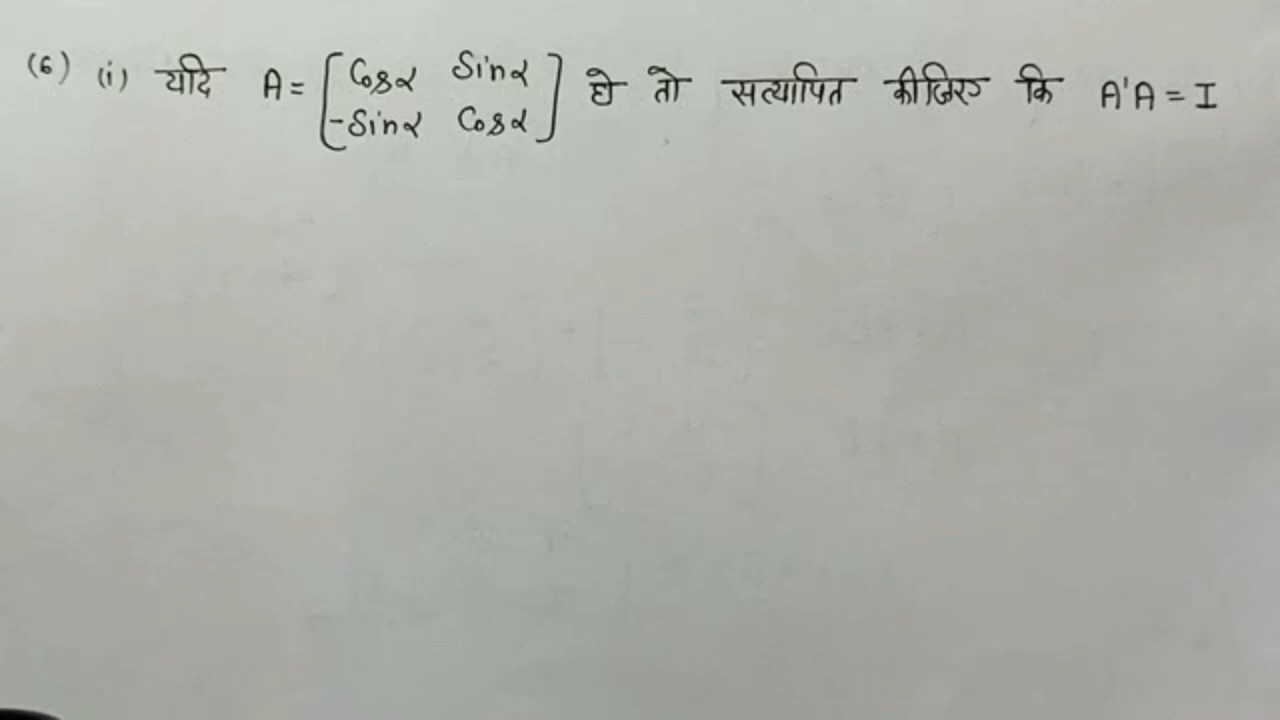 (6) (i) यदि A = [Cosα Sinα
-Sinα Cosα] हो तो सत्यापित कीजिए कि A'A = I